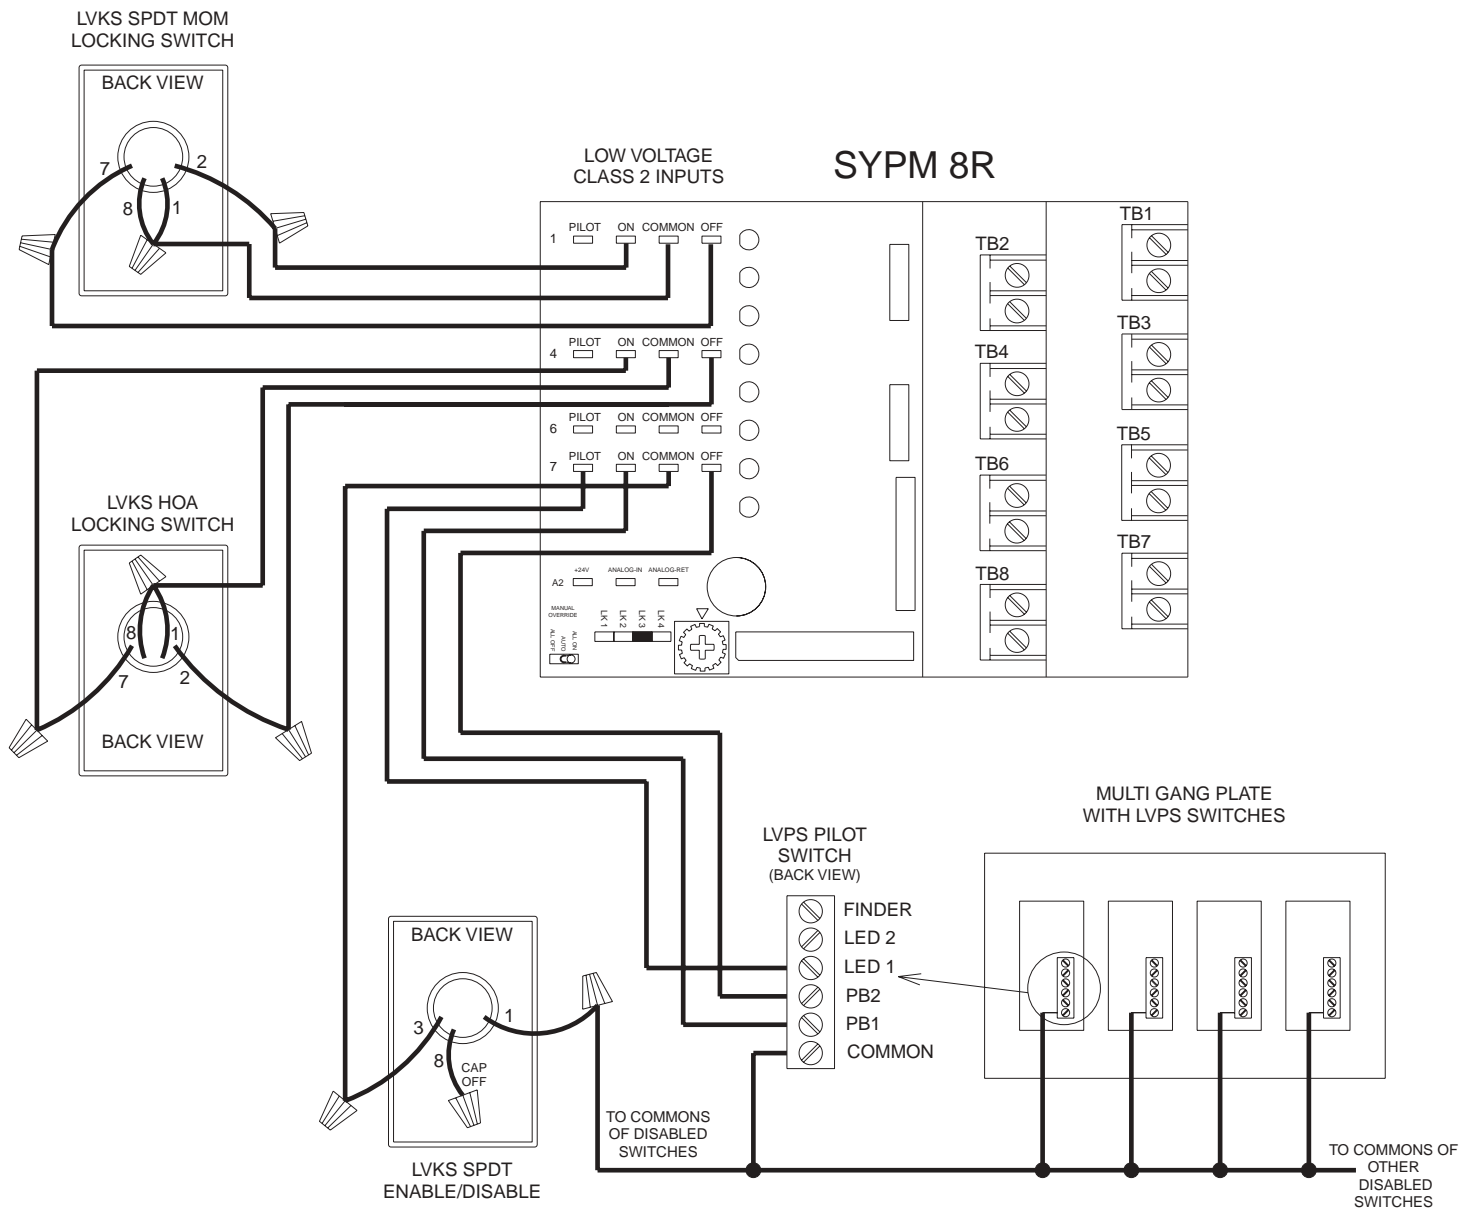 LVKS SPDT MOM
LOCKING SWITCH
BACK VIEW
7
2
8
1
LOW VOLTAGE
CLASS 2 INPUTS
SYPM 8R
1 PILOT ON COMMON OFF
4 PILOT ON COMMON OFF
6 PILOT ON COMMON OFF
7 PILOT ON COMMON OFF
A2 +24V ANALOG-IN ANALOG-RET
MANUAL
OVERRIDE
ALL OFF
AUTO
ALL ON
LK 1
LK 2
LK 3
LK 4
TB1
TB2
TB3
TB4
TB5
TB6
TB7
TB8
LVKS HOA
LOCKING SWITCH
8
1
7
2
BACK VIEW
MULTI GANG PLATE
WITH LVPS SWITCHES
LVPS PILOT
SWITCH
(BACK VIEW)
FINDER
LED 2
LED 1
PB2
PB1
COMMON
BACK VIEW
3
1
8
CAP
OFF
LVKS SPDT
ENABLE/DISABLE
TO COMMONS
OF DISABLED
SWITCHES
TO COMMONS OF
OTHER
DISABLED
SWITCHES